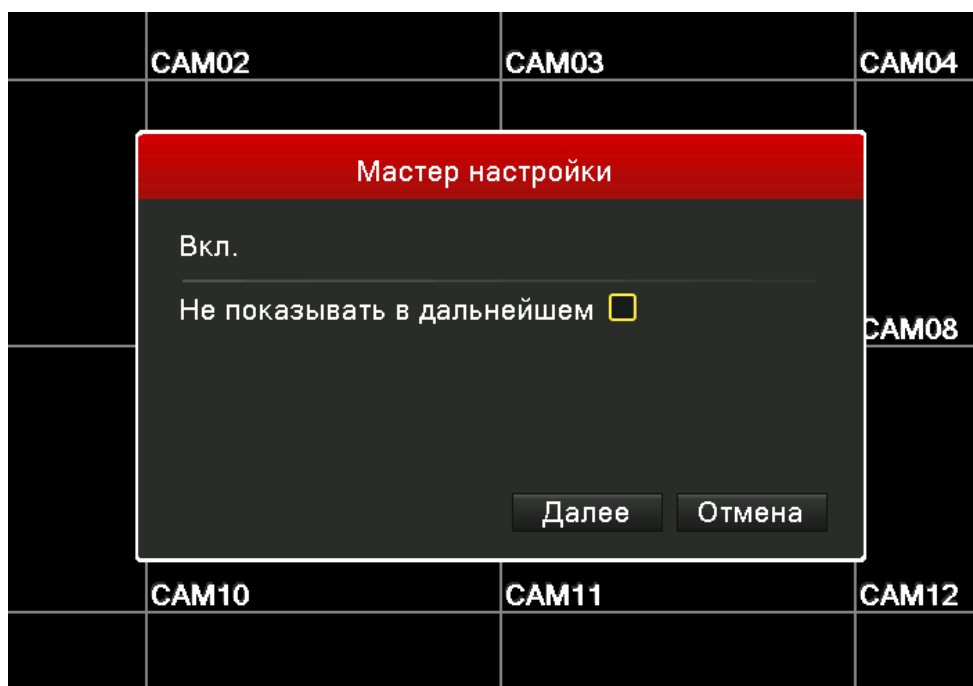 CAM02 CAM03 CAM04
Мастер настройки
Вкл.
Не показывать в дальнейшем
CAM08
Далее Отмена
CAM10 CAM11 CAM12